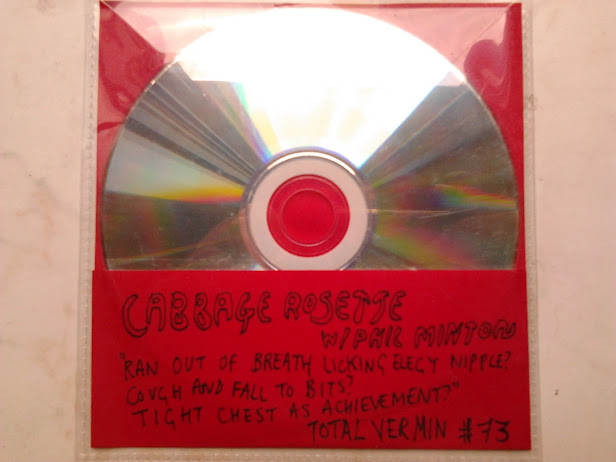 CABBAGE ROSETTE
W/PHIL MINTON
"RAN OUT OF BREATH LICKING ELECT NIPPLE?
COUGH AND FALL TO BITS?
TIGHT CHEST AS ACHIEVEMENT?"
TOTAL VERMIN #73